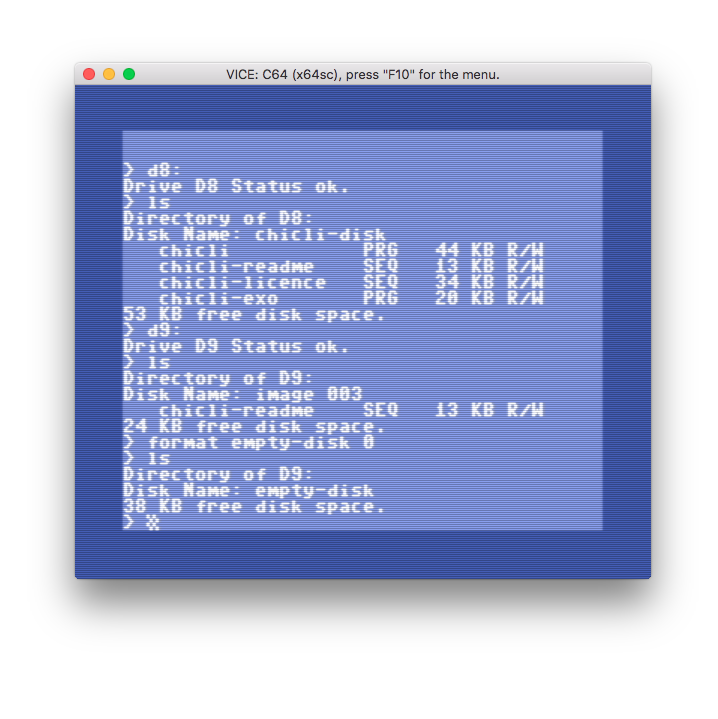 VICE: C64 (x64sc), press "F10" for the menu.
> d8:
Drive D8 Status ok.
> ls
Directory of D8:
Disk Name: chicli-disk
chicli PRG 44 KB R/W
chicli-readme SEQ 13 KB R/W
chicli-licence SEQ 34 KB R/W
chicli-exo PRG 20 KB R/W
53 KB free disk space.
> d9:
Drive D9 Status ok.
> ls
Directory of D9:
Disk Name: image 003
chicli-readme SEQ 13 KB R/W
24 KB free disk space.
> format empty-disk 0
> ls
Directory of D9:
Disk Name: empty-disk
38 KB free disk space.
>